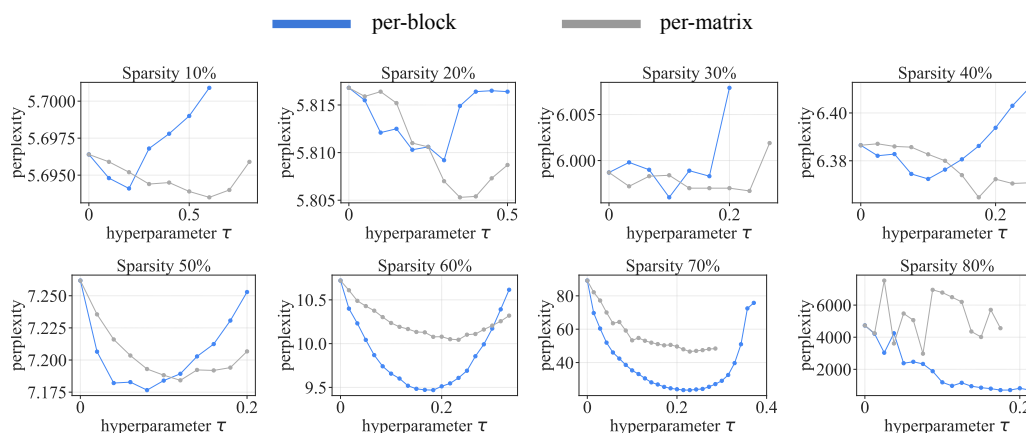 per-block per-matrix
Sparsity 10% Sparsity 20% Sparsity 30% Sparsity 40%
perplexity 5.7000 5.6975 5.6950 0 0.5 hyperparameter τ
perplexity 5.815 5.810 5.805 0 0.5 hyperparameter τ
perplexity 6.005 6.000 0 0.2 hyperparameter τ
perplexity 6.40 6.38 0 0.2 hyperparameter τ
Sparsity 50% Sparsity 60% Sparsity 70% Sparsity 80%
perplexity 7.250 7.225 7.200 7.175 0 0.2 hyperparameter τ
perplexity 10.5 10.0 9.5 0 0.2 hyperparameter τ
perplexity 80 60 40 0 0.2 0.4 hyperparameter τ
perplexity 6000 4000 2000 0 0.2 hyperparameter τ